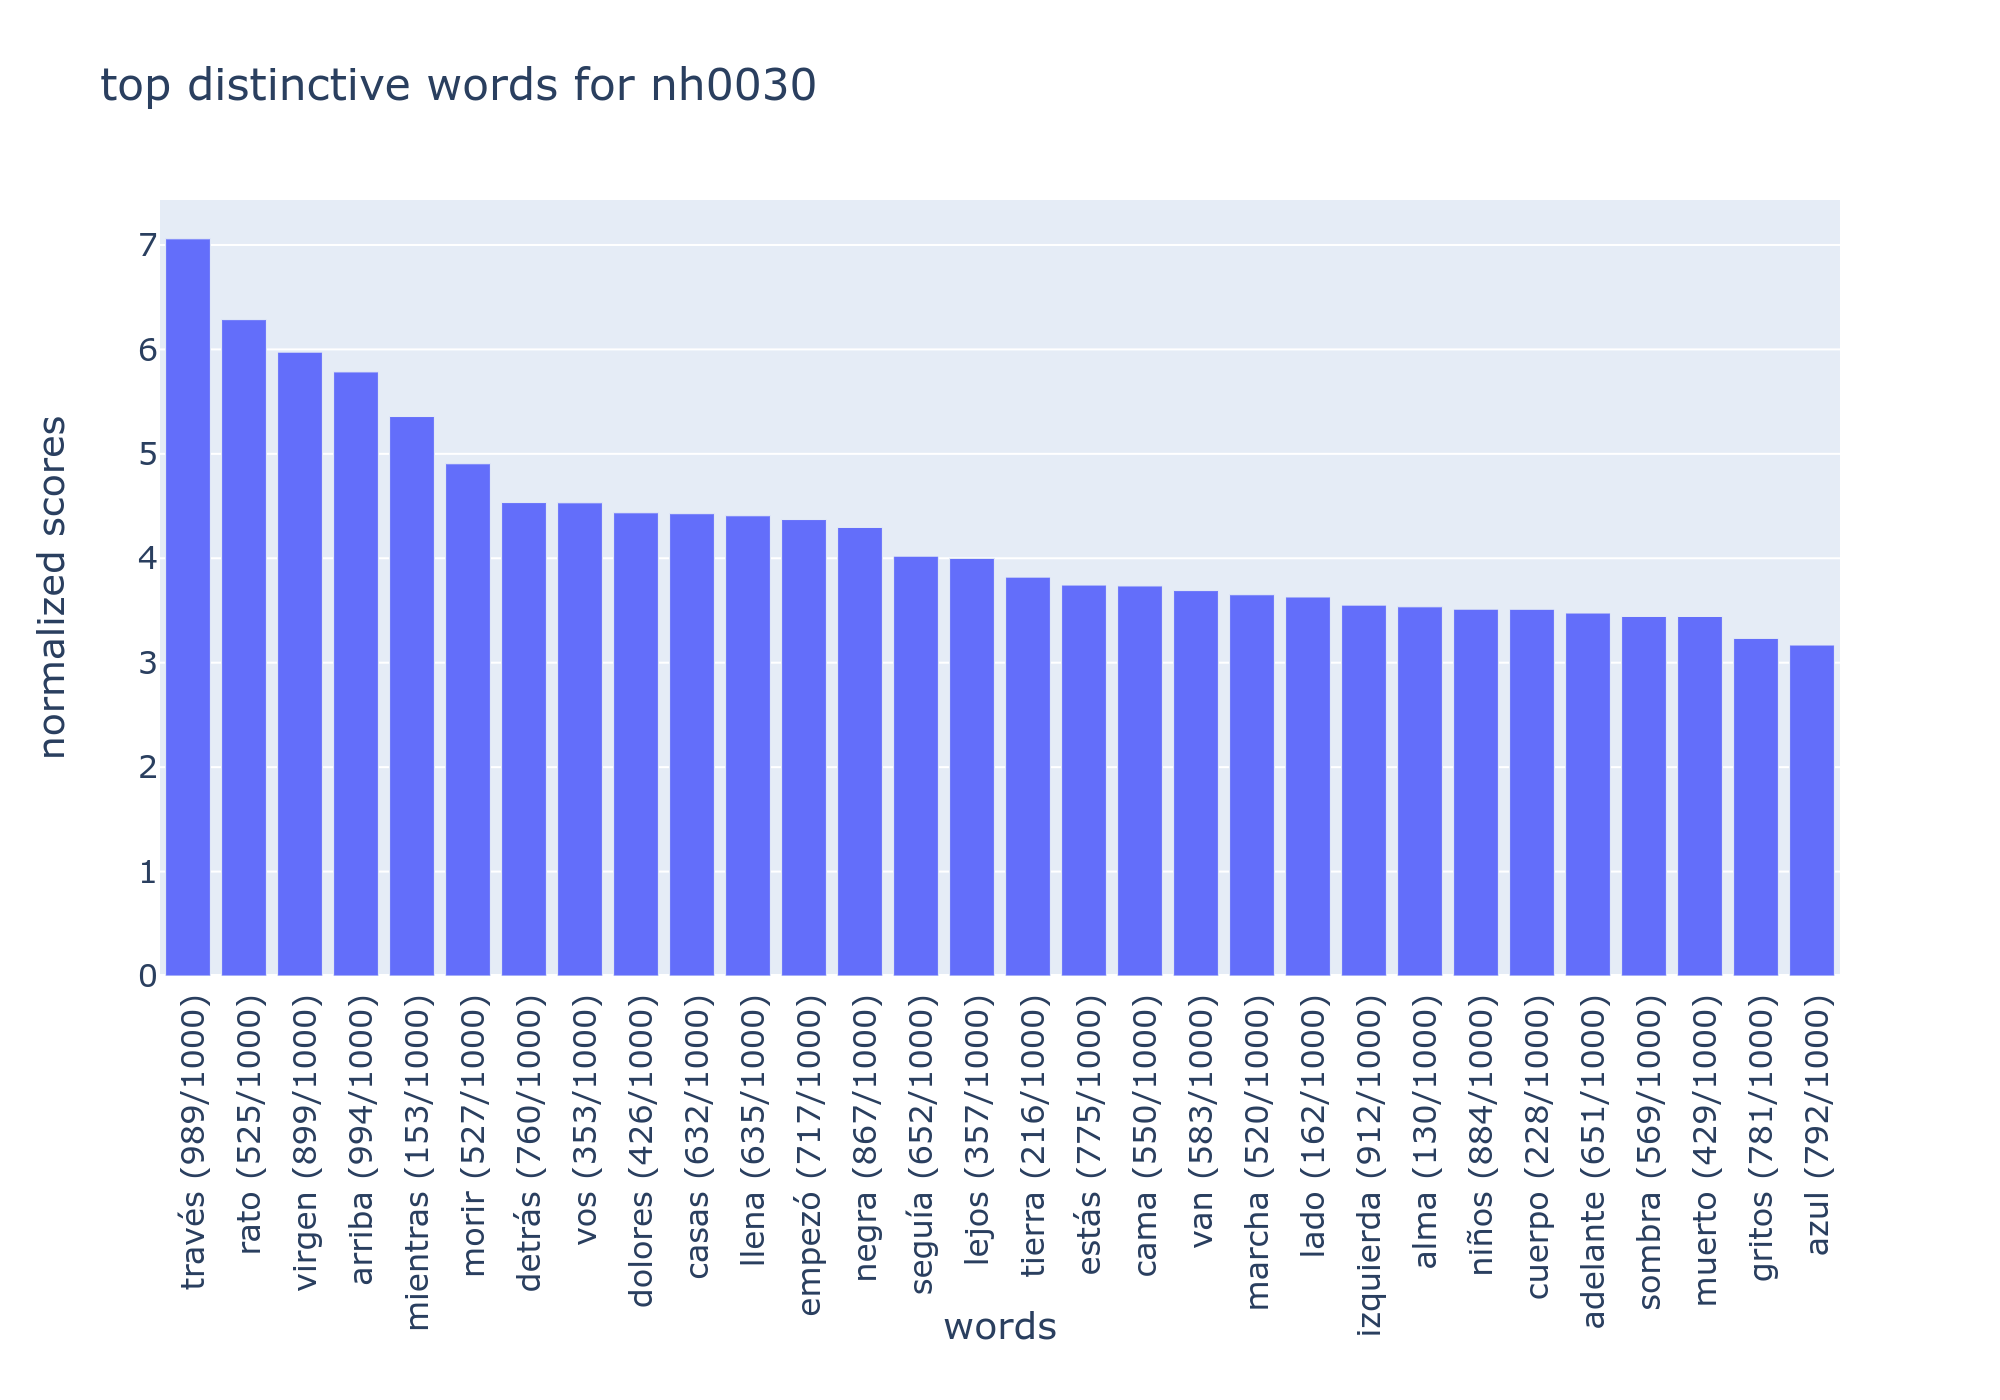 top distinctive words for nh0030
normalized scores
7
6
5
4
3
2
1
0
través (989/1000)
rato (525/1000)
virgen (899/1000)
arriba (994/1000)
mientras (153/1000)
morir (527/1000)
detrás (760/1000)
vos (353/1000)
dolores (426/1000)
casas (632/1000)
llena (635/1000)
empezó (717/1000)
negra (867/1000)
seguía (652/1000)
lejos (357/1000)
tierra (216/1000)
estás (775/1000)
cama (550/1000)
van (583/1000)
marcha (520/1000)
lado (162/1000)
izquierda (912/1000)
alma (130/1000)
niños (884/1000)
cuerpo (228/1000)
adelante (651/1000)
sombra (569/1000)
muerto (429/1000)
gritos (781/1000)
azul (792/1000)
words